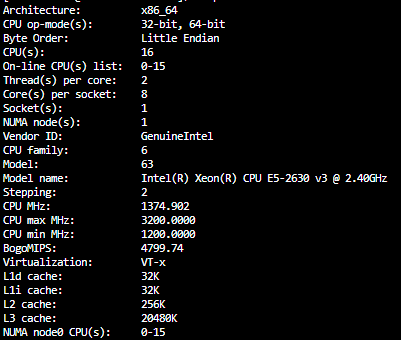 Architecture: x86_64
CPU op-mode(s): 32-bit, 64-bit
Byte Order: Little Endian
CPU(s): 16
On-line CPU(s) list: 0-15
Thread(s) per core: 2
Core(s) per socket: 8
Socket(s): 1
NUMA node(s): 1
Vendor ID: GenuineIntel
CPU family: 6
Model: 63
Model name: Intel(R) Xeon(R) CPU E5-2630 v3 @ 2.40GHz
Stepping: 2
CPU MHz: 1374.902
CPU max MHz: 3200.0000
CPU min MHz: 1200.0000
BogoMIPS: 4799.74
Virtualization: VT-x
L1d cache: 32K
L1i cache: 32K
L2 cache: 256K
L3 cache: 20480K
NUMA node0 CPU(s): 0-15